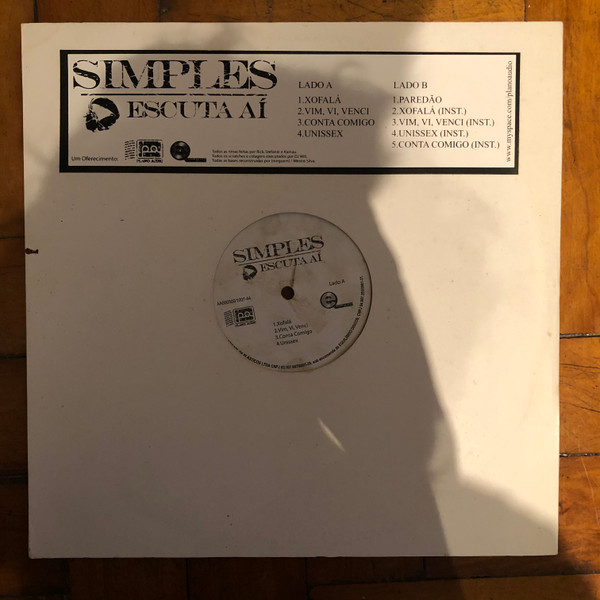 SIMPLES
ESCUTA AÍ
Um Oferecimento:
p.a.
PLANO ÁUDIO
LADO A
1.XOFALÁ
2.VIM, VI, VENCI
3.CONTA COMIGO
4.UNISSEX
LADO B
1.PAREDÃO
2.XOFALÁ (INST.)
3.VIM, VI, VENCI (INST.)
4.UNISSEX (INST.)
5.CONTA COMIGO (INST.)
www.myspace.com/planoaudio
SIMPLES
ESCUTA AÍ
Lado A
p.a.
1.Xofalá
2.Vim, Vi, Venci
3.Conta Comigo
4.Unissex